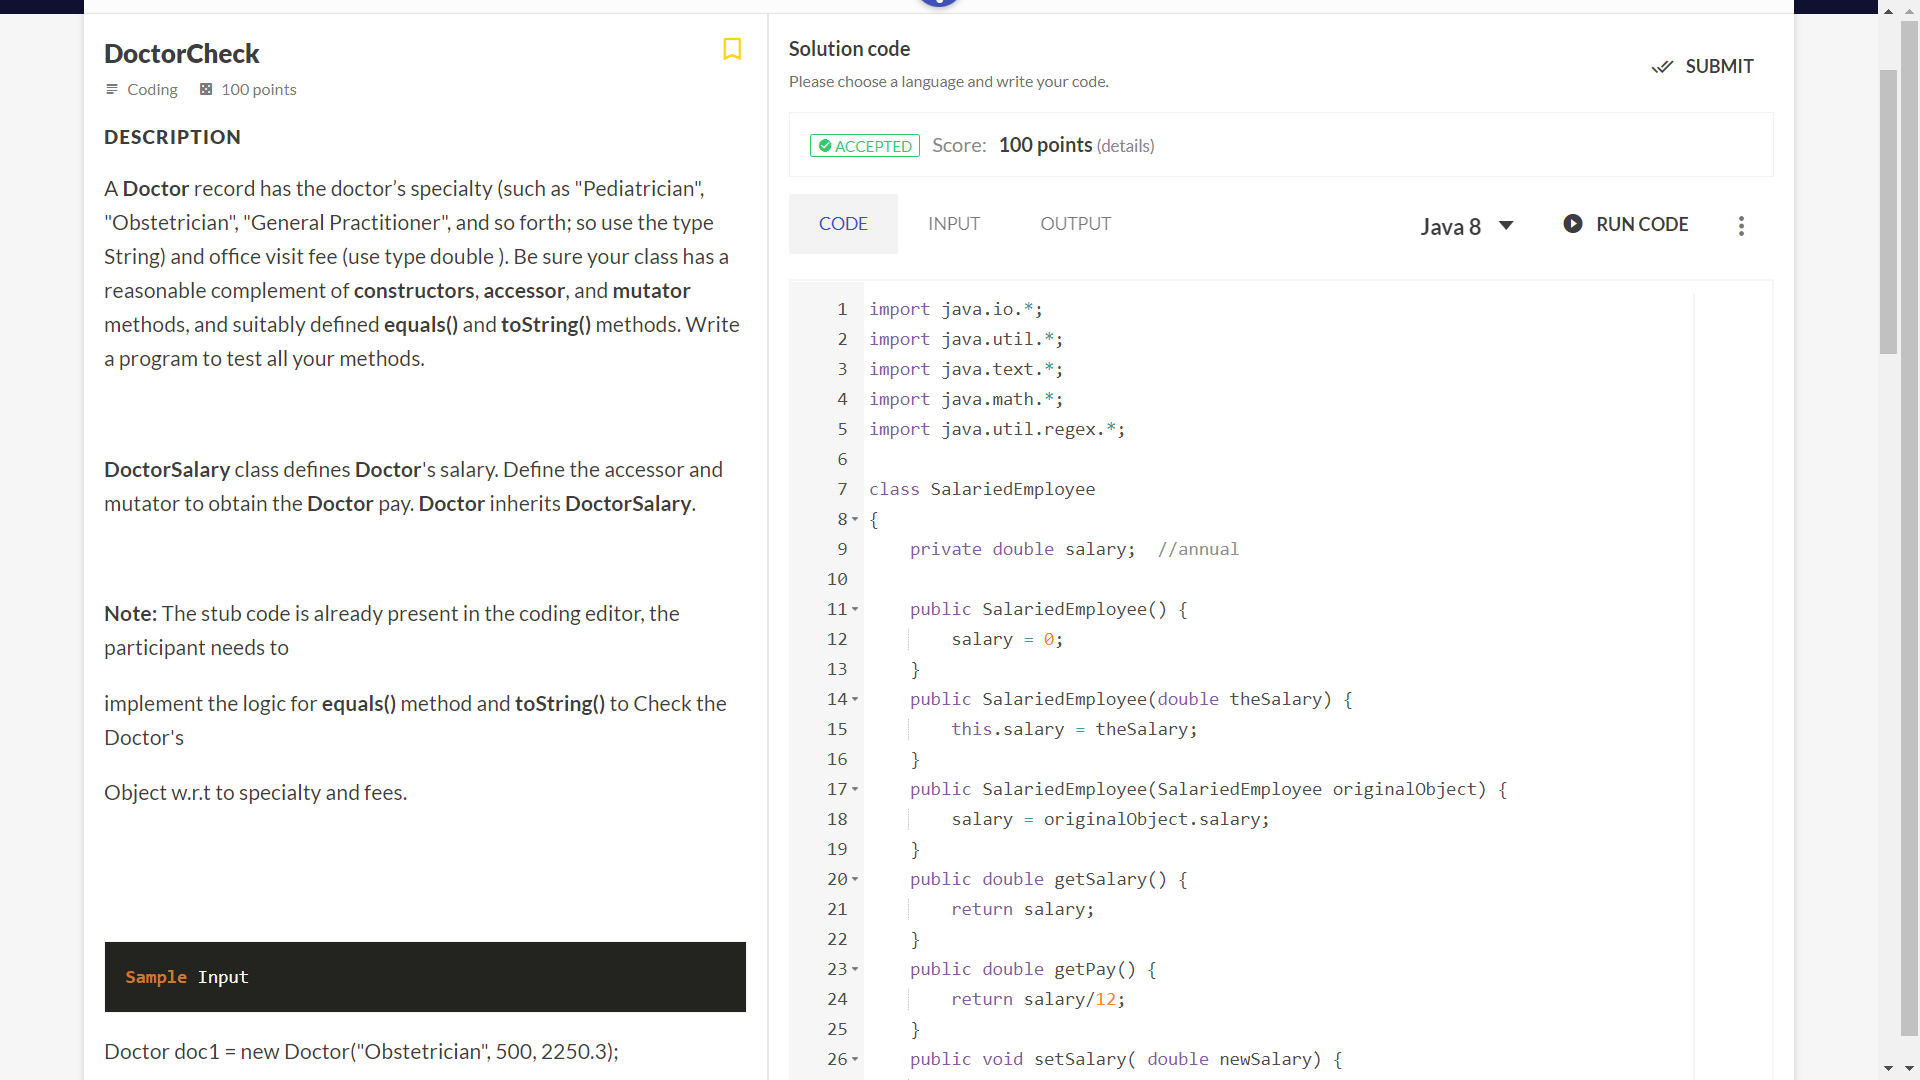 DoctorCheck
Coding 100 points
DESCRIPTION
A Doctor record has the doctor’s specialty (such as "Pediatrician",
"Obstetrician", "General Practitioner", and so forth; so use the type
String) and office visit fee (use type double ). Be sure your class has a
reasonable complement of constructors, accessor, and mutator
methods, and suitably defined equals() and toString() methods. Write
a program to test all your methods.
DoctorSalary class defines Doctor's salary. Define the accessor and
mutator to obtain the Doctor pay. Doctor inherits DoctorSalary.
Note: The stub code is already present in the coding editor, the
participant needs to
implement the logic for equals() method and toString() to Check the
Doctor's
Object w.r.t to specialty and fees.
Sample Input
Doctor doc1 = new Doctor("Obstetrician", 500, 2250.3);
Solution code
Please choose a language and write your code.
SUBMIT
ACCEPTED Score: 100 points (details)
CODE INPUT OUTPUT Java 8 RUN CODE
1 import java.io.*;
2 import java.util.*;
3 import java.text.*;
4 import java.math.*;
5 import java.util.regex.*;
6
7 class SalariedEmployee
8 {
9 private double salary; //annual
10
11 public SalariedEmployee() {
12 salary = 0;
13 }
14 public SalariedEmployee(double theSalary) {
15 this.salary = theSalary;
16 }
17 public SalariedEmployee(SalariedEmployee originalObject) {
18 salary = originalObject.salary;
19 }
20 public double getSalary() {
21 return salary;
22 }
23 public double getPay() {
24 return salary/12;
25 }
26 public void setSalary( double newSalary) {